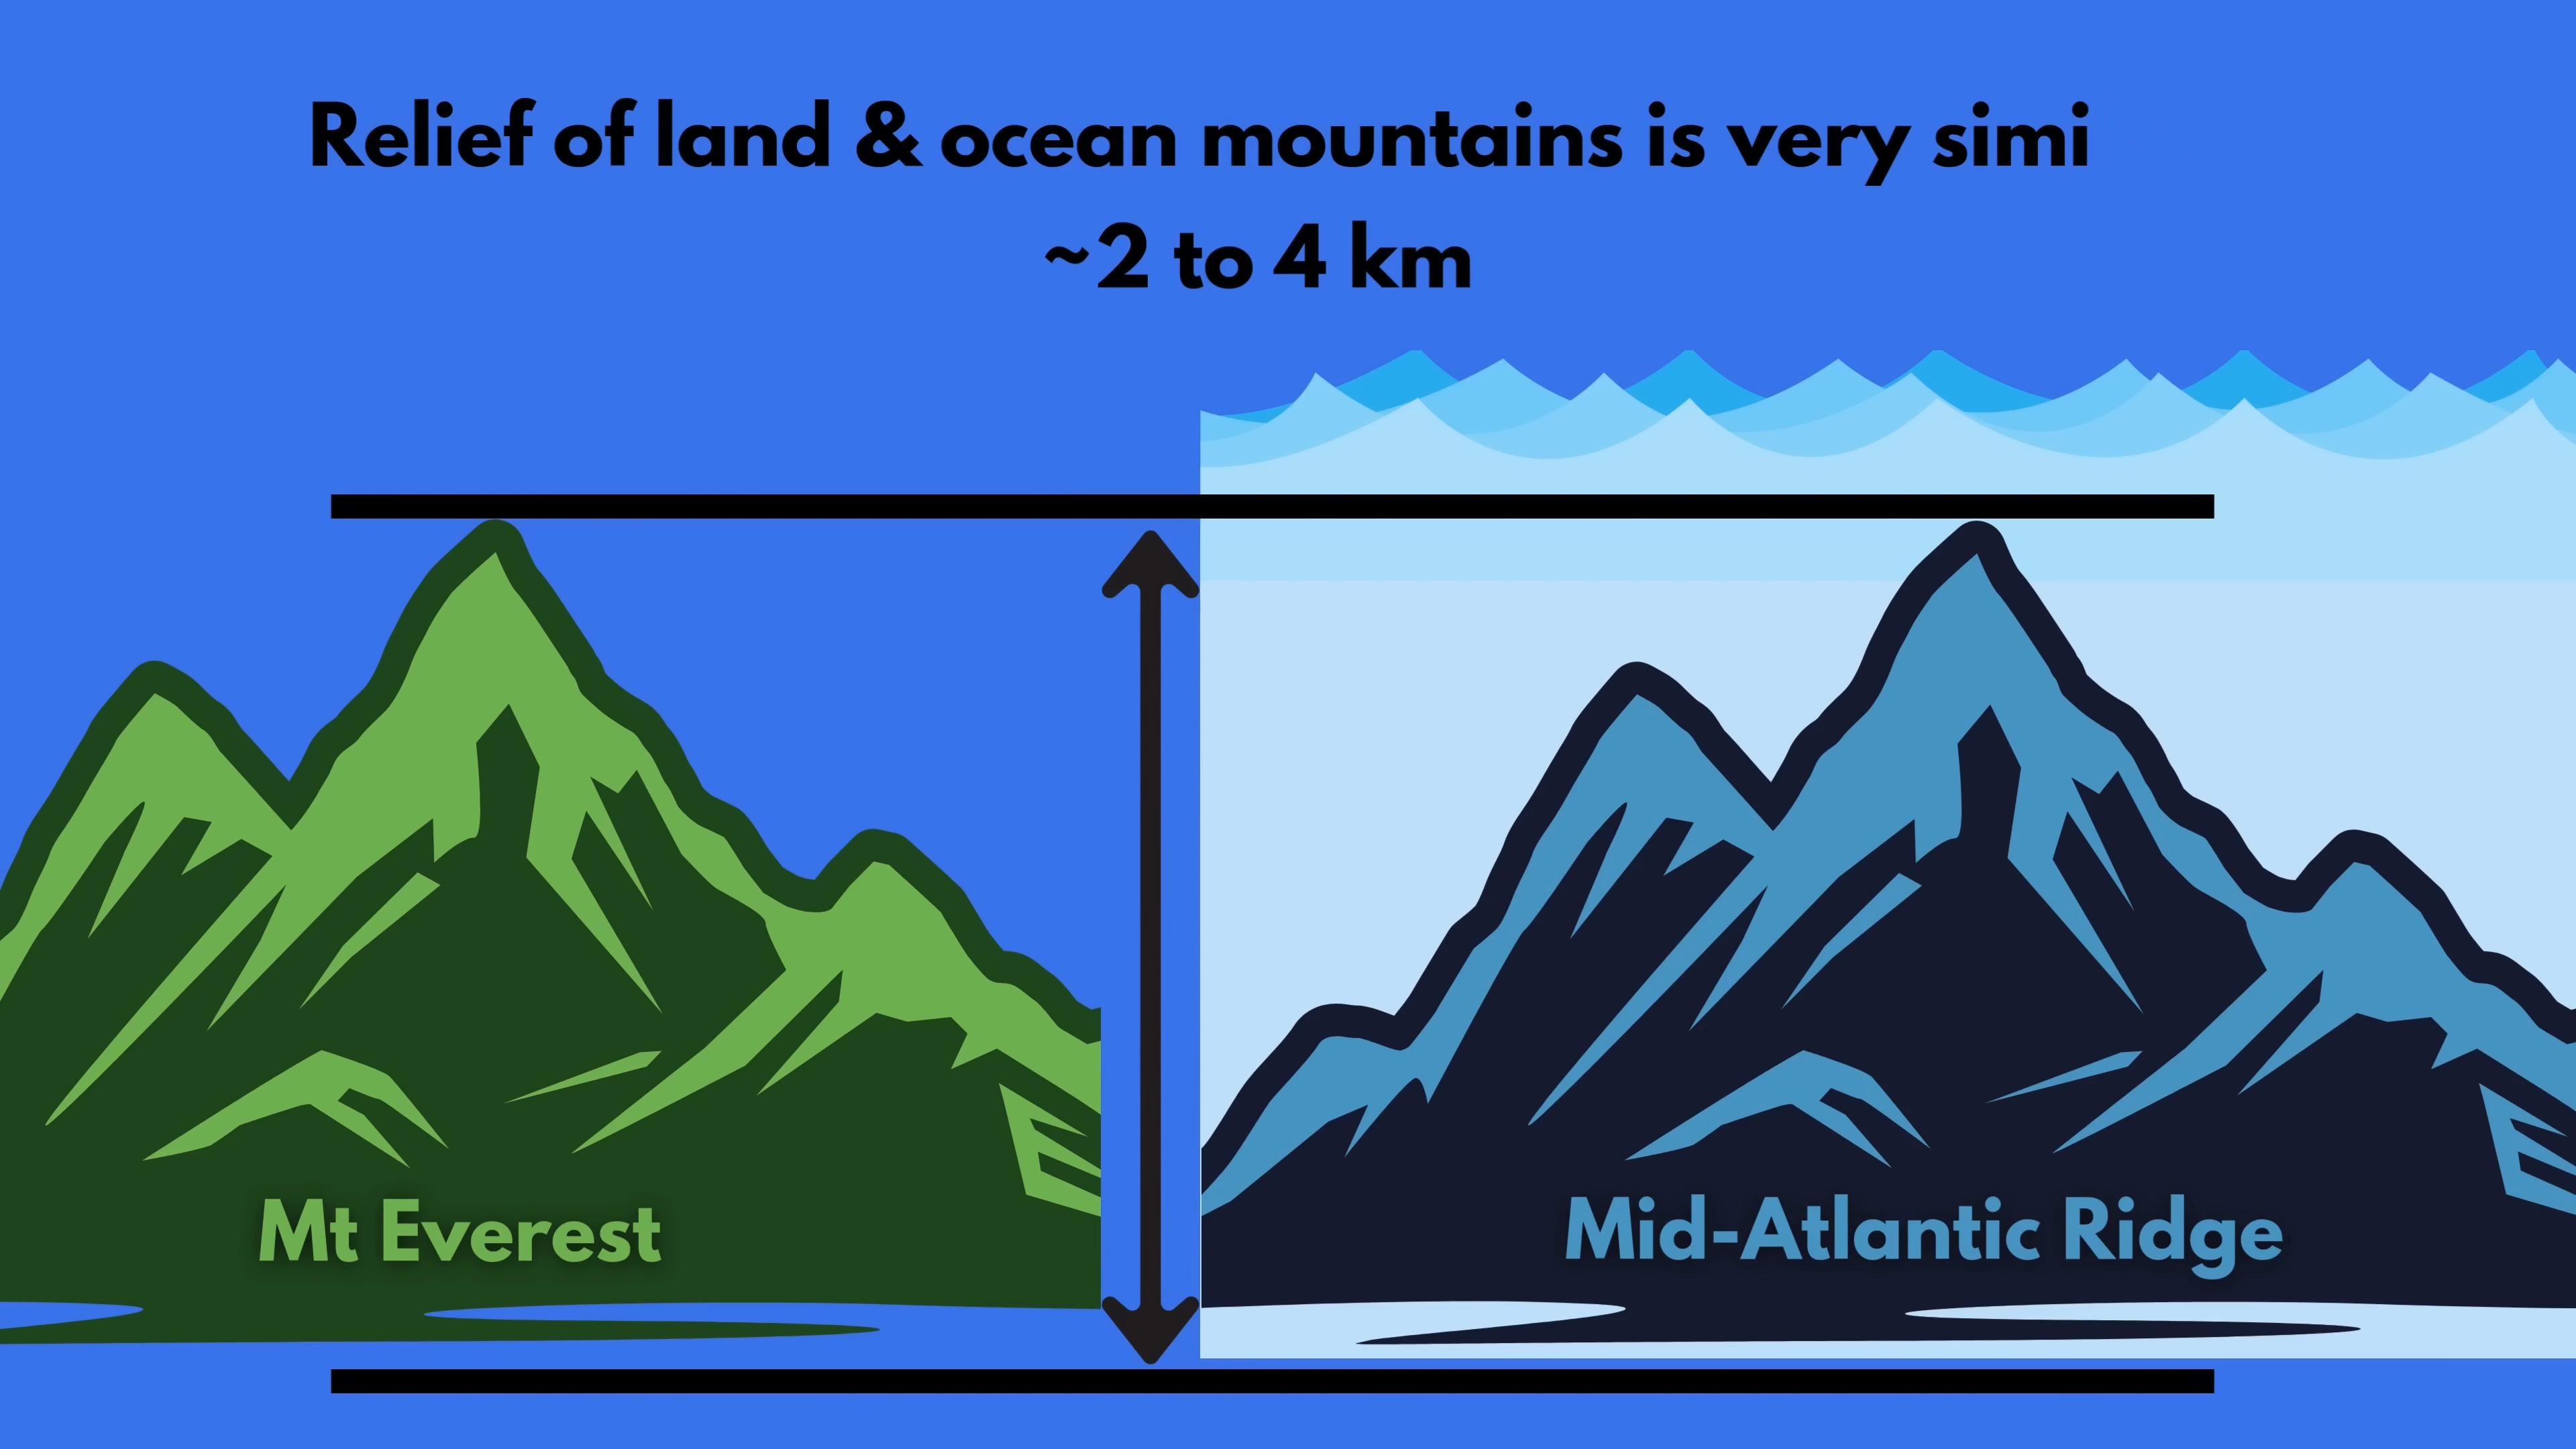 Relief of land & ocean mountains is very simi
~2 to 4 km
Mt Everest
Mid-Atlantic Ridge